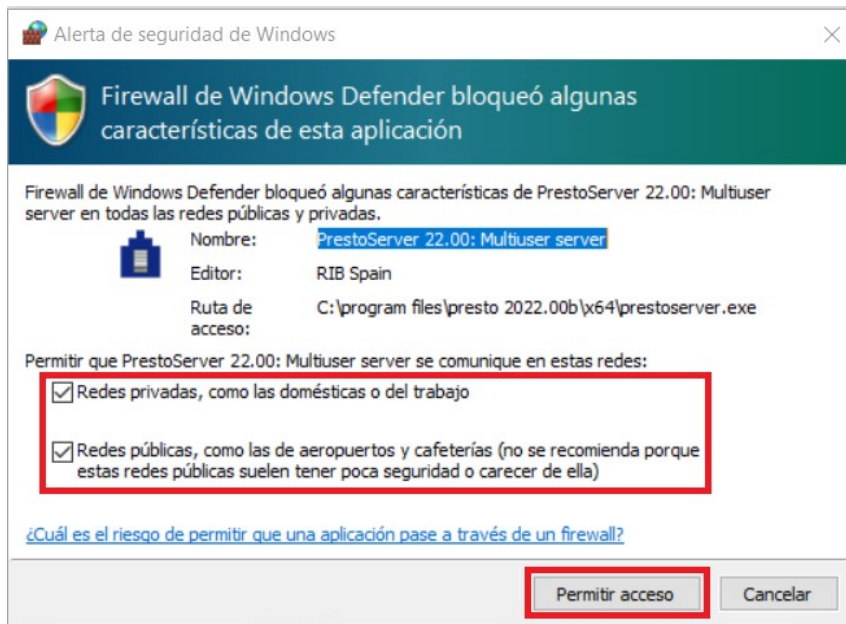 Alerta de seguridad de Windows
Firewall de Windows Defender bloqueó algunas
características de esta aplicación
Firewall de Windows Defender bloqueó algunas características de PrestoServer 22.00: Multiuser
server en todas las redes públicas y privadas.
Nombre: PrestoServer 22.00: Multiuser server
Editor: RIB Spain
Ruta de C:\program files\presto 2022.00b\x64\prestoserver.exe
acceso:
Permitir que PrestoServer 22.00: Multiuser server se comunique en estas redes:
Redes privadas, como las domésticas o del trabajo
Redes públicas, como las de aeropuertos y cafeterías (no se recomienda porque
estas redes públicas suelen tener poca seguridad o carecer de ella)
¿Cuál es el riesgo de permitir que una aplicación pase a través de un firewall?
Permitir acceso Cancelar